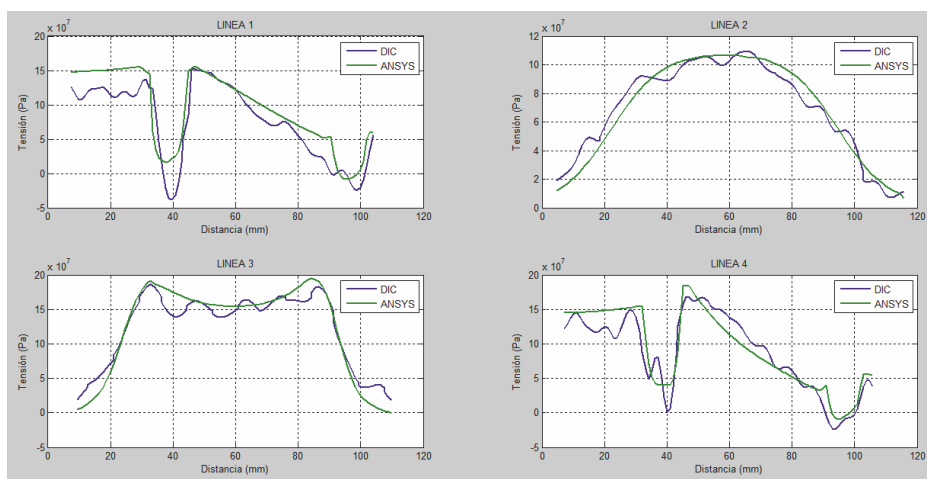 LINEA 1
x 10^7
20
15
10
5
0
-5
0 20 40 60 80 100 120
Tensión (Pa)
Distancia (mm)
DIC
ANSYS
LINEA 2
x 10^7
12
10
8
6
4
2
0
0 20 40 60 80 100 120
Tensión (Pa)
Distancia (mm)
DIC
ANSYS
LINEA 3
x 10^7
20
15
10
5
0
-5
0 20 40 60 80 100 120
Tensión (Pa)
Distancia (mm)
DIC
ANSYS
LINEA 4
x 10^7
20
15
10
5
0
-5
0 20 40 60 80 100 120
Tensión (Pa)
Distancia (mm)
DIC
ANSYS